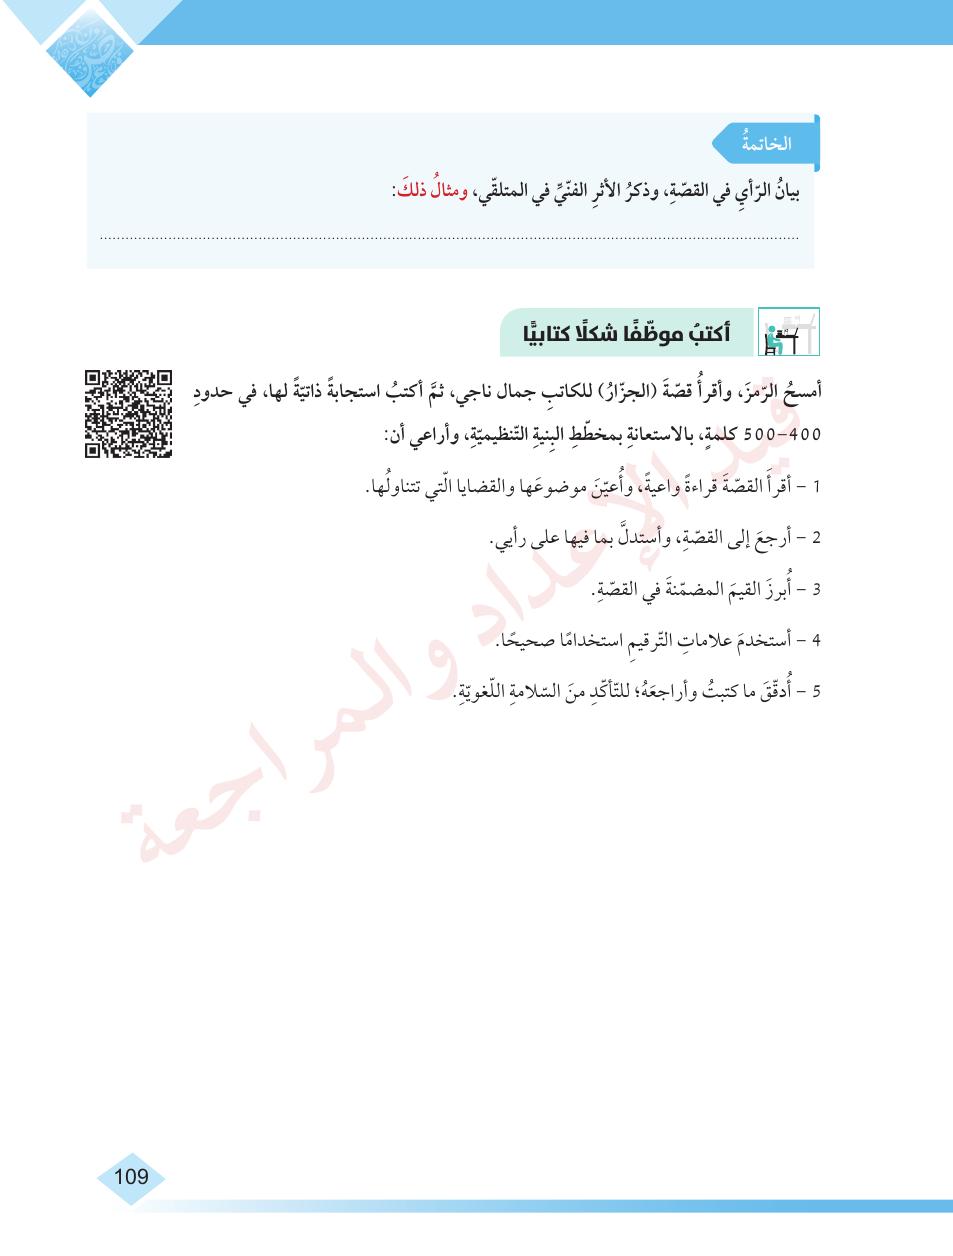 الخاتمةُ
بيانُ الرّأيِ في القصّةِ، وذكرُ الأثرِ الفنّيِّ في المتلقّي، ومثالُ ذلكَ:
أكتبُ موظّفًا شكلًا كتابيًّا
أمسحُ الرّمزَ، وأقرأُ قصّةَ (الجزّارُ) للكاتبِ جمال ناجي، ثمَّ أكتبُ استجابةً ذاتيّةً لها، في حدودِ
400-500 كلمةٍ، بالاستعانةِ بمخطّطِ البِنيةِ التّنظيميّةِ، وأراعي أن:
1 - أقرأَ القصّةَ قراءةً واعيةً، وأُعيّنَ موضوعَها والقضايا الّتي تتناولُها.
2 - أرجعَ إلى القصّةِ، وأستدلَّ بما فيها على رأيي.
3 - أُبرزَ القيمَ المضمّنةَ في القصّةِ.
4 - أستخدمَ علاماتِ التّرقيمِ استخدامًا صحيحًا.
5 - أُدقّقَ ما كتبتُ وأراجعَهُ؛ للتّأكّدِ منَ السّلامةِ اللّغويّةِ.
قيد الإعداد والمراجعة
109